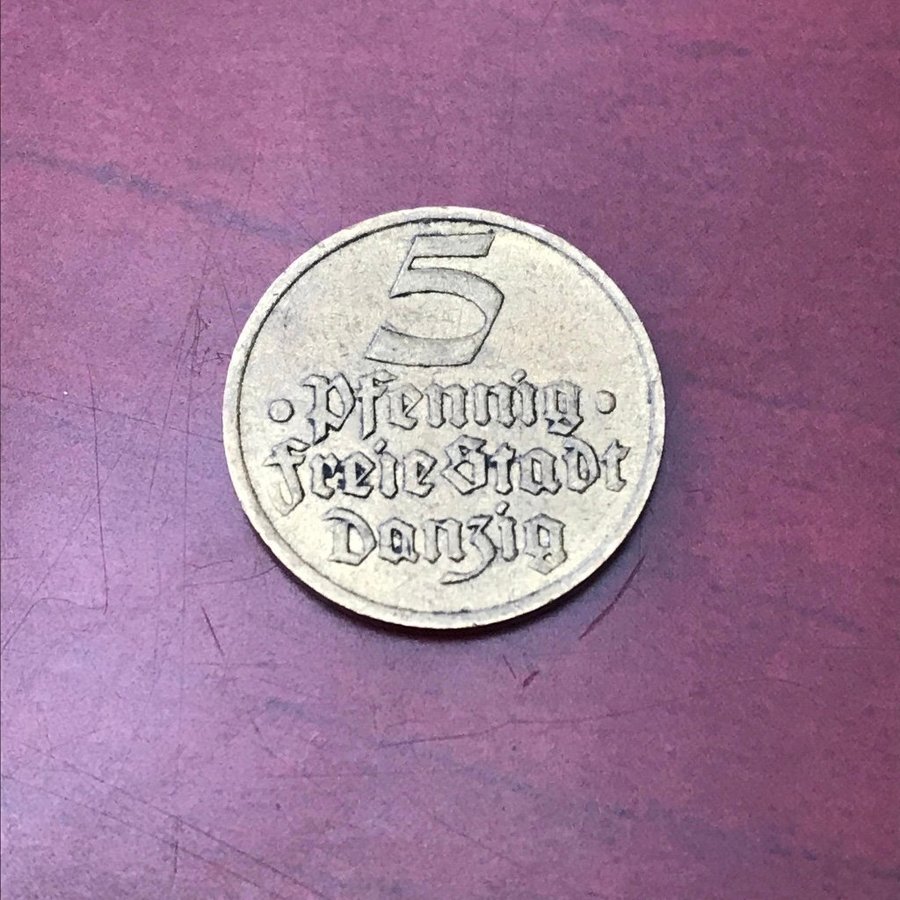 5
· Pfennig ·
Freie Stadt
Danzig